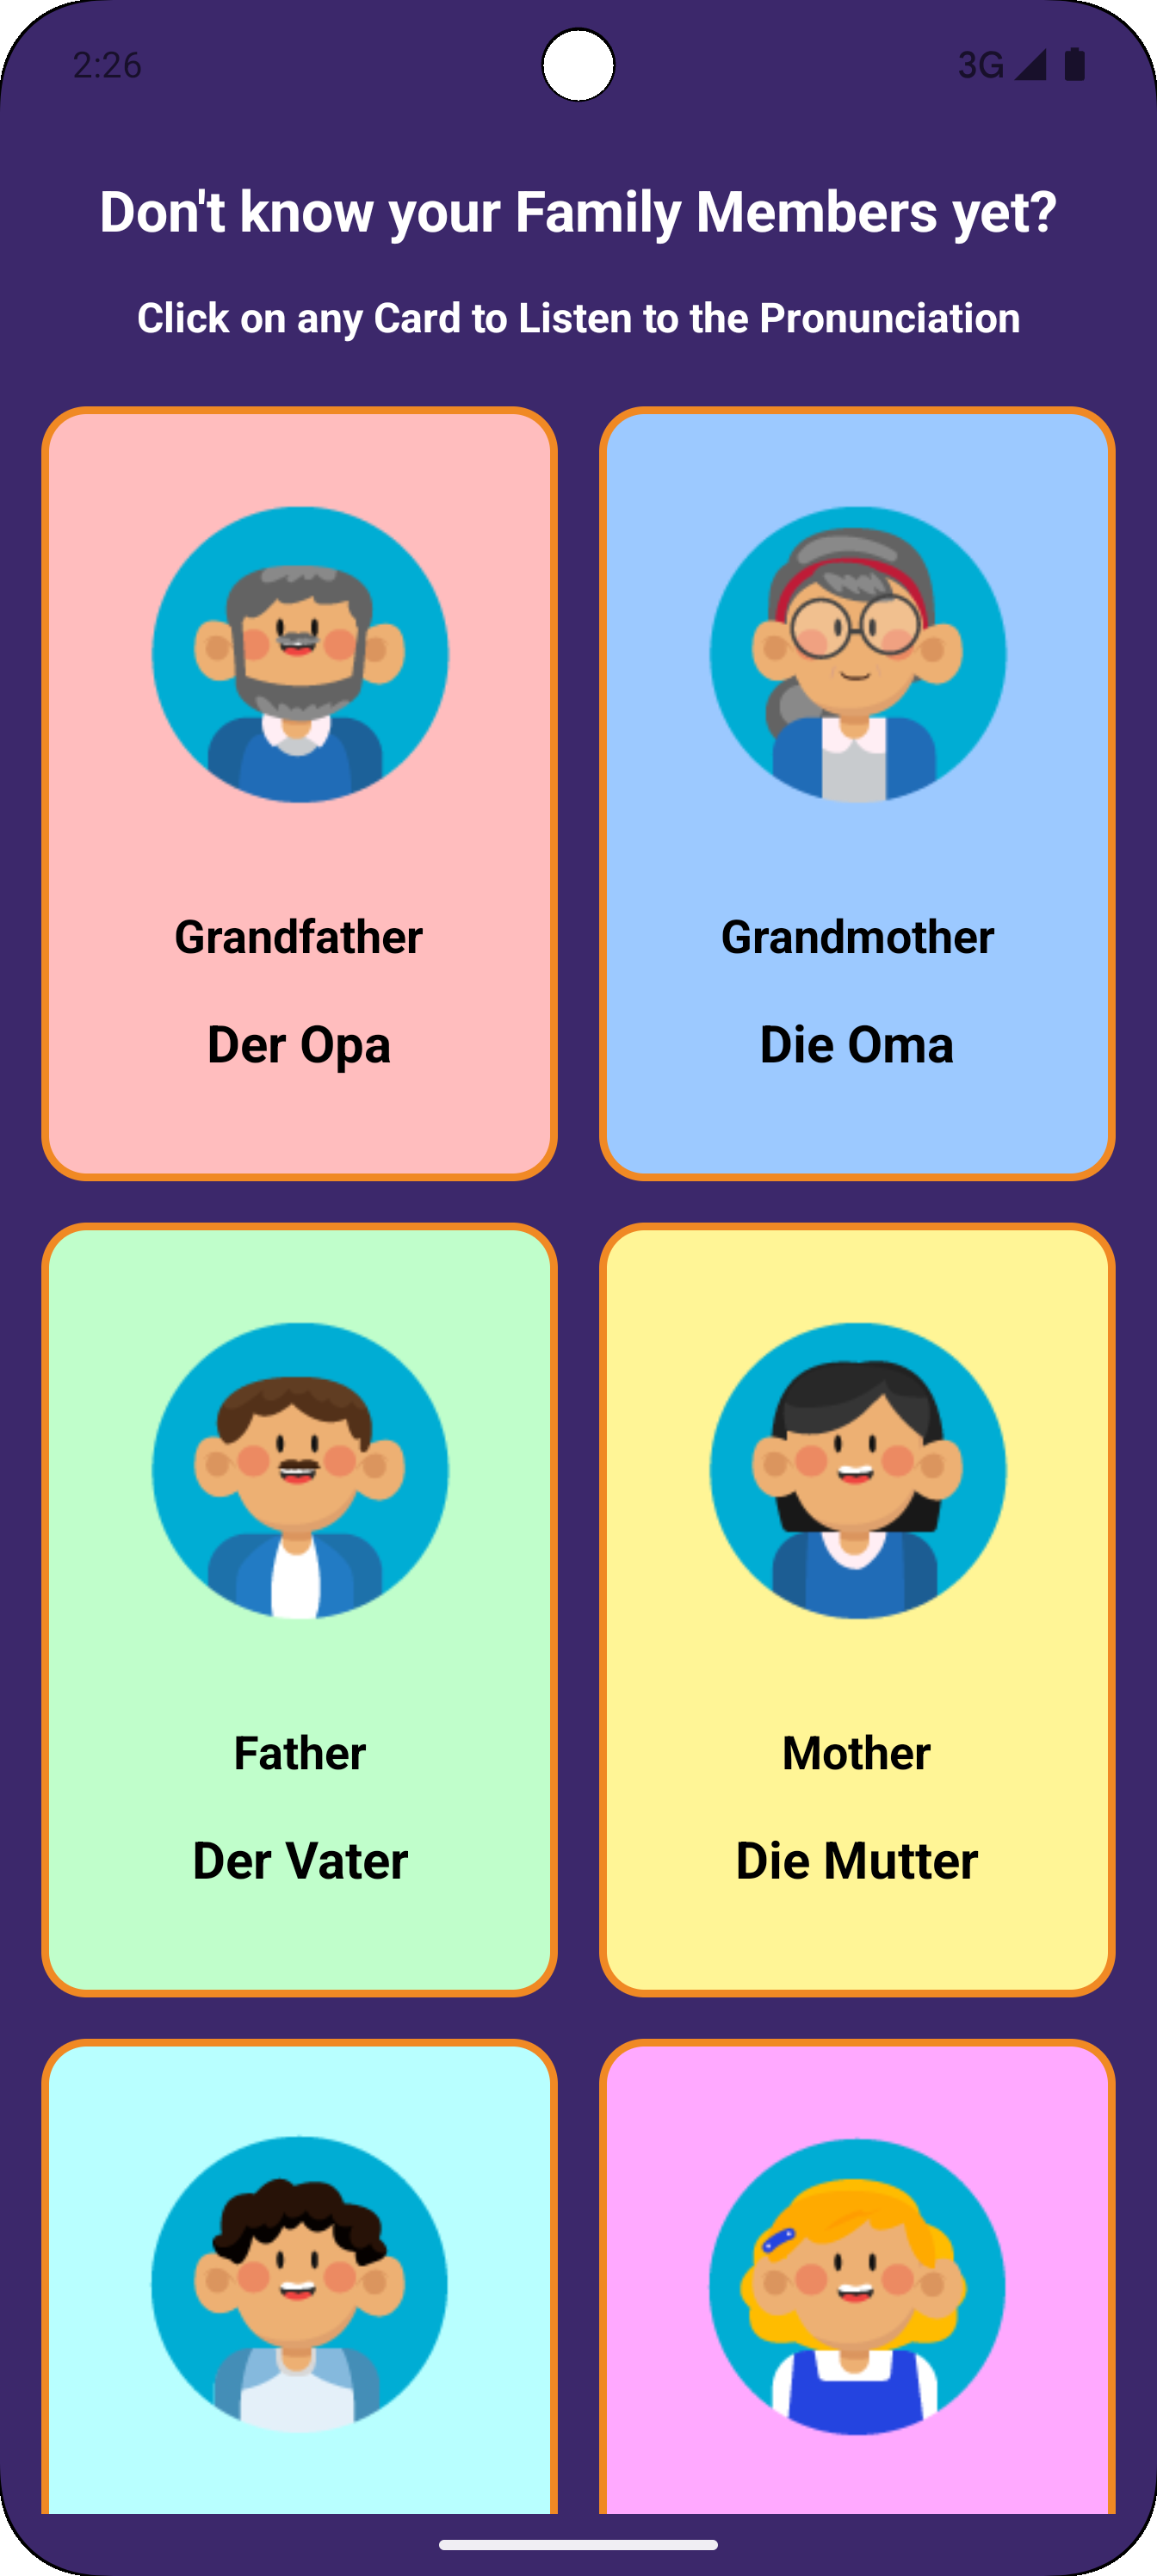 2:26
3G
Don't know your Family Members yet?
Click on any Card to Listen to the Pronunciation
Grandfather
Der Opa
Grandmother
Die Oma
Father
Der Vater
Mother
Die Mutter